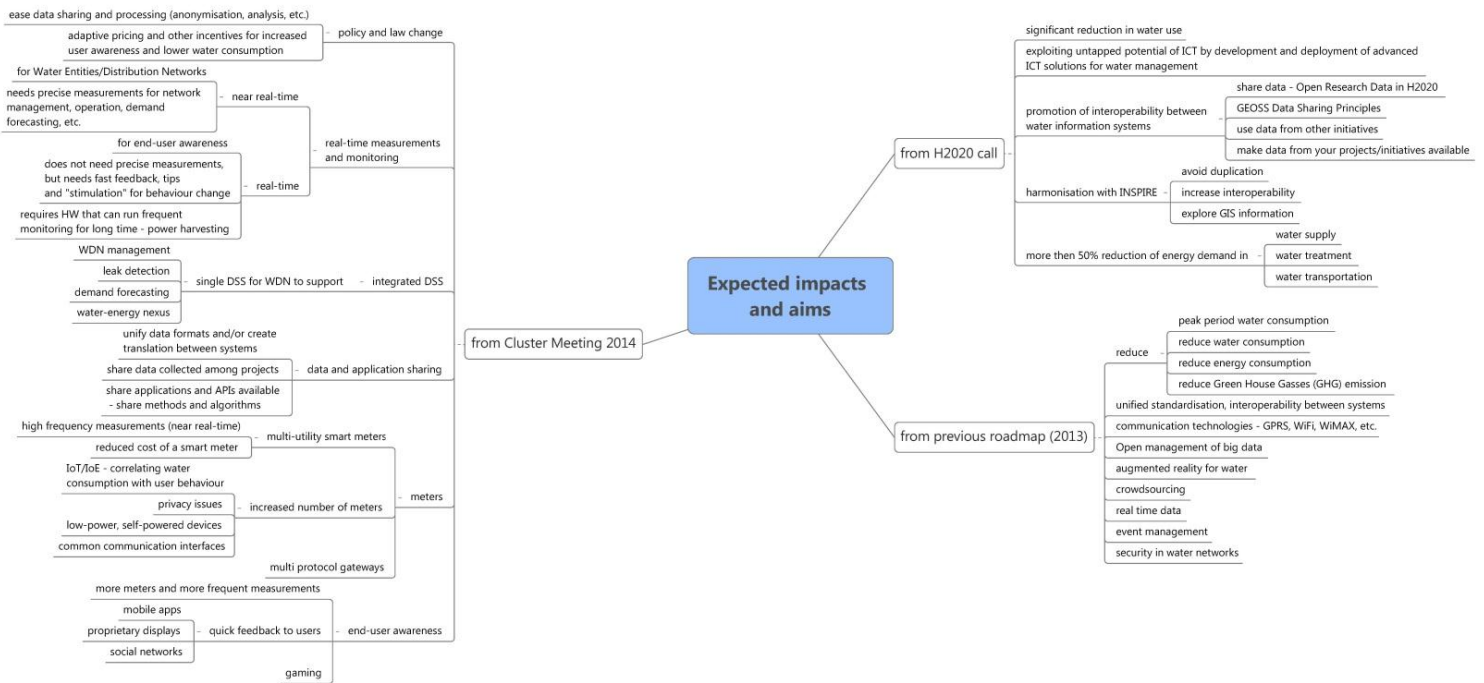 Expected impacts
and aims
from H2020 call
significant reduction in water use
exploiting untapped potential of ICT by development and deployment of advanced
ICT solutions for water management
promotion of interoperability between
water information systems
share data - Open Research Data in H2020
GEOSS Data Sharing Principles
use data from other initiatives
make data from your projects/initiatives available
harmonisation with INSPIRE
avoid duplication
increase interoperability
explore GIS information
more then 50% reduction of energy demand in
water supply
water treatment
water transportation
from previous roadmap (2013)
reduce
peak period water consumption
reduce water consumption
reduce energy consumption
reduce Green House Gasses (GHG) emission
unified standardisation, interoperability between systems
communication technologies - GPRS, WiFi, WiMAX, etc.
Open management of big data
augmented reality for water
crowdsourcing
real time data
event management
security in water networks
from Cluster Meeting 2014
policy and law change
ease data sharing and processing (anonymisation, analysis, etc.)
adaptive pricing and other incentives for increased
user awareness and lower water consumption
real-time measurements
and monitoring
near real-time
for Water Entities/Distribution Networks
needs precise measurements for network
management, operation, demand
forecasting, etc.
real-time
for end-user awareness
does not need precise measurements,
but needs fast feedback, tips
and "stimulation" for behaviour change
requires HW that can run frequent
monitoring for long time - power harvesting
integrated DSS
single DSS for WDN to support
WDN management
leak detection
demand forecasting
water-energy nexus
data and application sharing
unify data formats and/or create
translation between systems
share data collected among projects
share applications and APIs available
- share methods and algorithms
meters
multi-utility smart meters
high frequency measurements (near real-time)
reduced cost of a smart meter
increased number of meters
IoT/IoE - correlating water
consumption with user behaviour
privacy issues
low-power, self-powered devices
common communication interfaces
multi protocol gateways
end-user awareness
more meters and more frequent measurements
quick feedback to users
mobile apps
proprietary displays
social networks
gaming